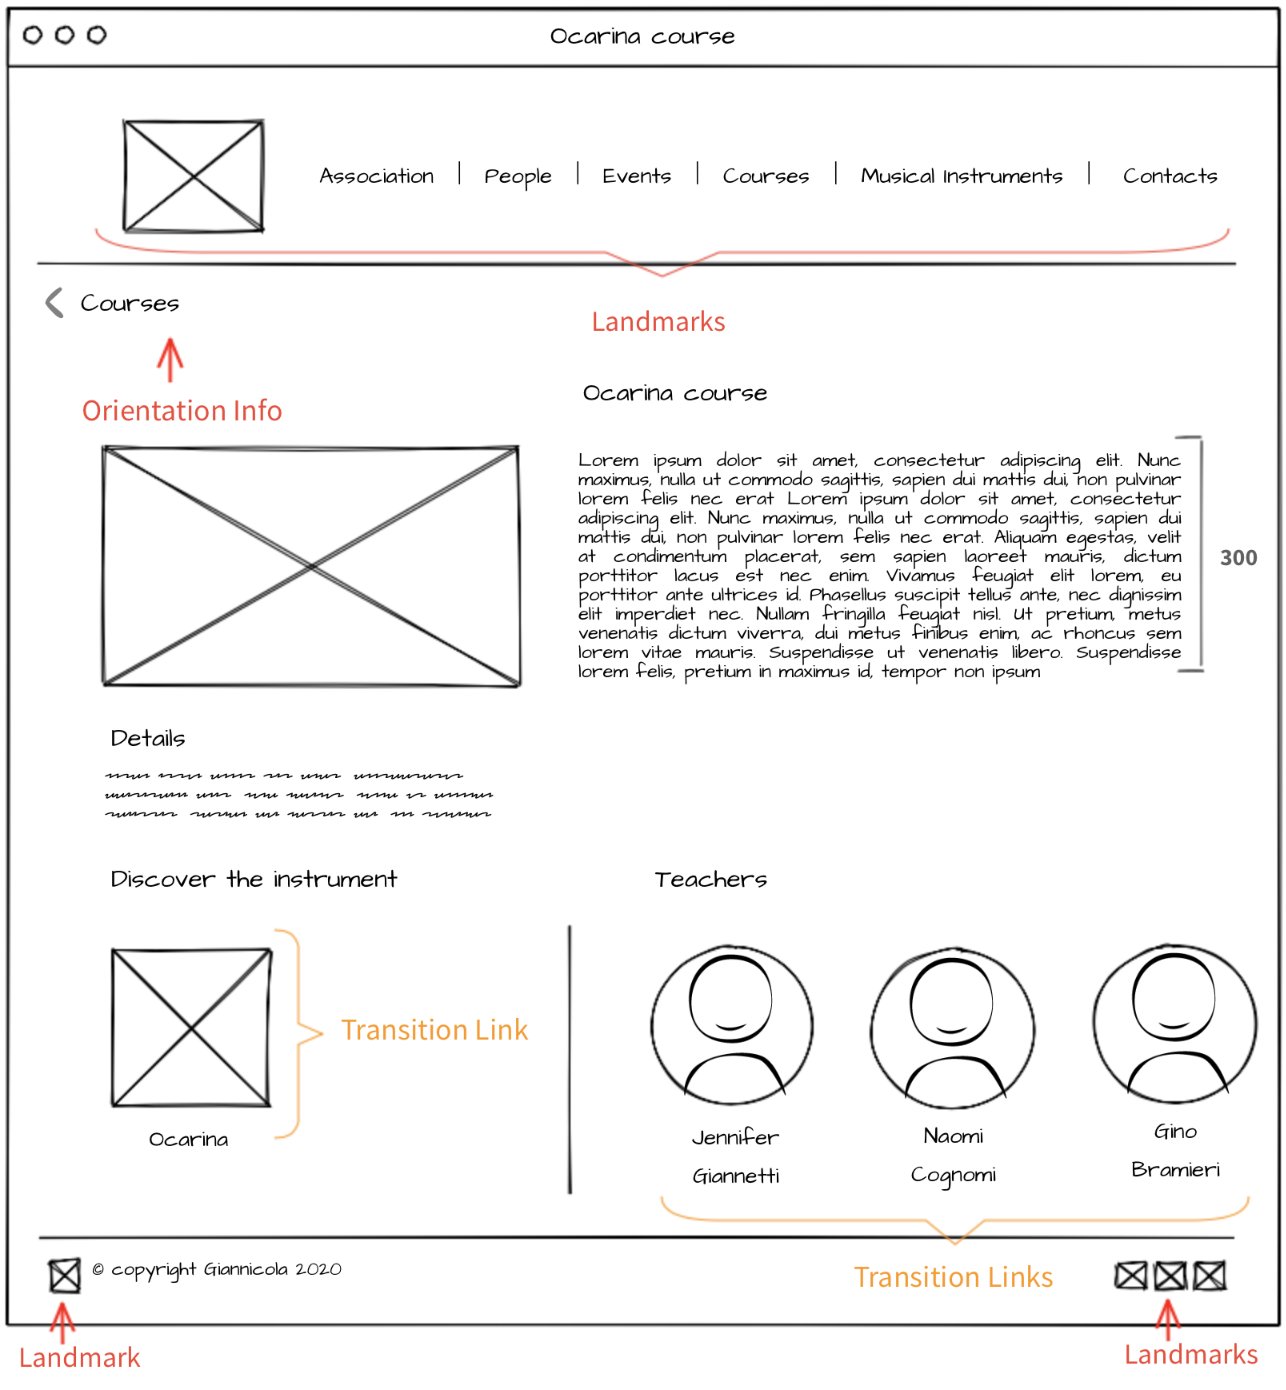 Ocarina course
Association | People | Events | Courses | Musical Instruments | Contacts
Landmarks
Courses
Orientation Info
Ocarina course
Lorem ipsum dolor sit amet, consectetur adipiscing elit. Nunc
maximus, nulla ut commodo sagittis, sapien dui mattis dui, non pulvinar
lorem felis nec erat Lorem ipsum dolor sit amet, consectetur
adipiscing elit. Nunc maximus, nulla ut commodo sagittis, sapien dui
mattis dui, non pulvinar lorem felis nec erat. Aliquam egestas, velit
at condimentum placerat, sem sapien laoreet mauris, dictum
porttitor lacus est nec enim. Vivamus feugiat elit lorem, eu
porttitor ante ultrices id. Phasellus suscipit tellus ante, nec dignissim
elit imperdiet nec. Nullam fringilla feugiat nisl. Ut pretium, metus
venenatis dictum viverra, dui metus finibus enim, ac rhoncus sem
lorem vitae mauris. Suspendisse ut venenatis libero. Suspendisse
lorem felis, pretium in maximus id, tempor non ipsum
300
Details
Discover the instrument
Ocarina
Transition Link
Teachers
Jennifer
Giannetti
Naomi
Cognomi
Gino
Bramieri
Transition Links
© copyright Giannicola 2020
Landmark
Landmarks